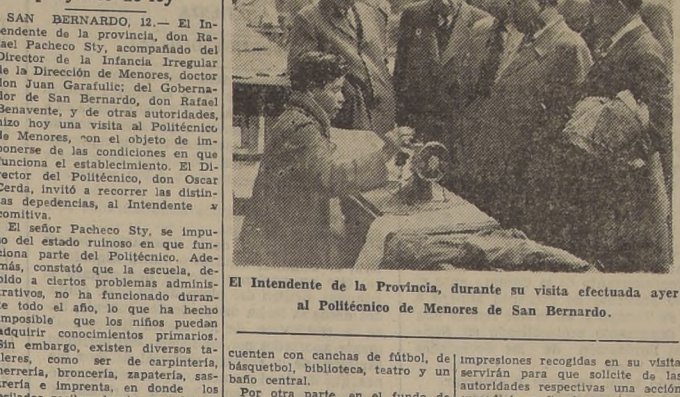 SAN BERNARDO, 12.— El In-
endente de la provincia, don Ra-
ael Pacheco Sty, acompañado del
Director de la Infancia Irregular
de la Dirección de Menores, doctor
don Juan Garafulic; del Goberna-
dor de San Bernardo, don Rafael
Benavente, y de otras autoridades,
hizo hoy una visita al Politécnico
de Menores, con el objeto de im-
ponerse de las condiciones en que
funciona el establecimiento. El Di-
rector del Politécnico, don Oscar
Cerda, invitó a recorrer las distin-
tas depedencias, al Intendente y
comitiva.
El señor Pacheco Sty, se impu-
so del estado ruinoso en que fun-
ciona parte del Politécnico. Ade-
más, constató que la escuela, de-
bido a ciertos problemas adminis-
trativos, no ha funcionado duran-
te todo el año, lo que ha hecho
imposible que los niños puedan
adquirir conocimientos primarios.
Sin embargo, existen diversos ta-
lleres, como ser de carpintería,
herrería, broncería, zapatería, sas-
trería e imprenta, en donde los
El Intendente de la Provincia, durante su visita efectuada ayer
al Politécnico de Menores de San Bernardo.
cuenten con canchas de fútbol, de
básquetbol, biblioteca, teatro y un
baño central.
Por otra parte, en el fundo de
impresiones recogidas en su visita
servirán para que solicite de las
autoridades respectivas una acción